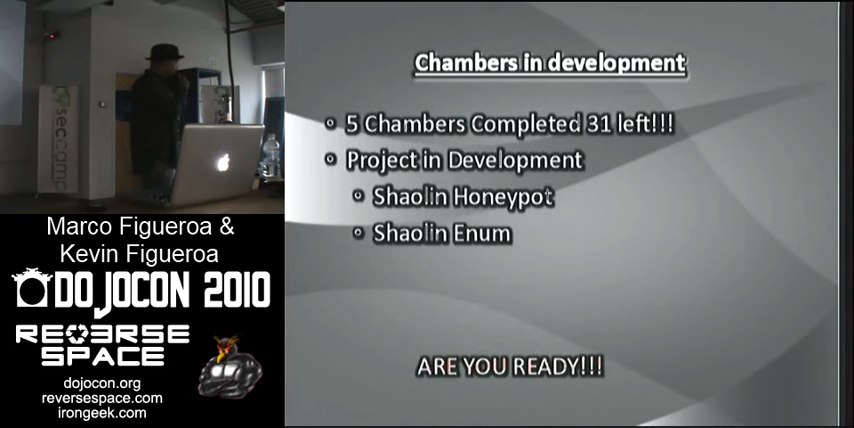 seccamp
Marco Figueroa &
Kevin Figueroa
DOJOCON 2010
REVERSE
SPACE
dojocon.org
reversespace.com
irongeek.com
Chambers in development
5 Chambers Completed 31 left!!!
Project in Development
Shaolin Honeypot
Shaolin Enum
ARE YOU READY!!!